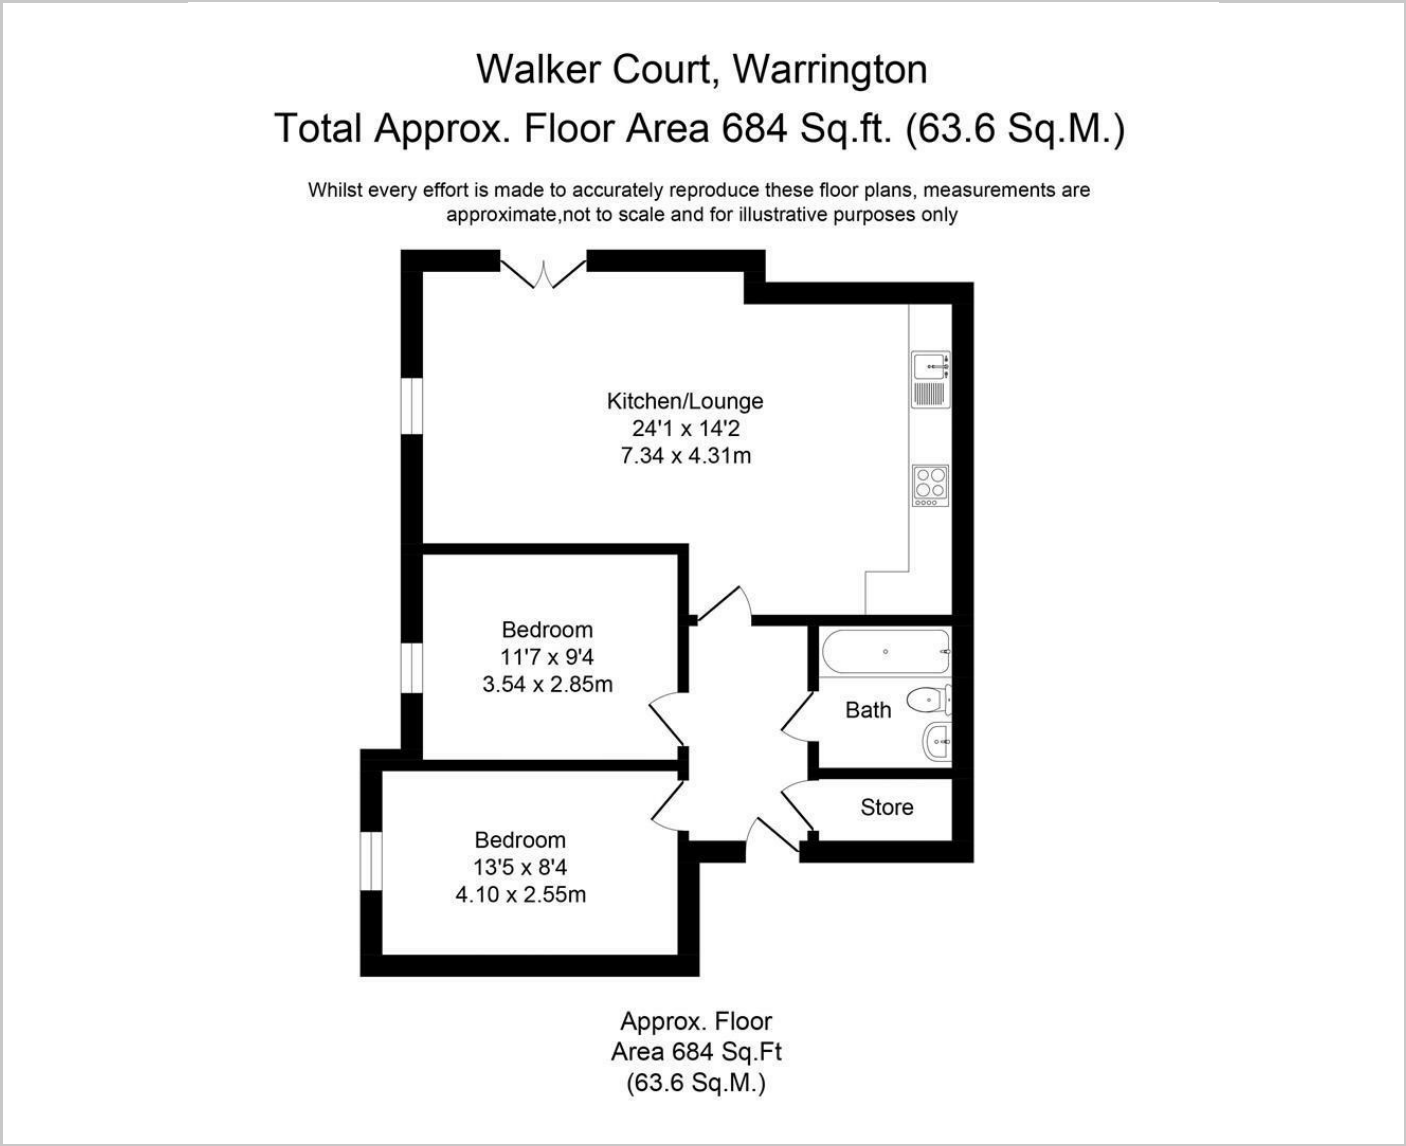 Walker Court, Warrington
Total Approx. Floor Area 684 Sq.ft. (63.6 Sq.M.)
Whilst every effort is made to accurately reproduce these floor plans, measurements are
approximate,not to scale and for illustrative purposes only
Kitchen/Lounge
24'1 x 14'2
7.34 x 4.31m
Bedroom
11'7 x 9'4
3.54 x 2.85m
Bath
Store
Bedroom
13'5 x 8'4
4.10 x 2.55m
Approx. Floor
Area 684 Sq.Ft
(63.6 Sq.M.)